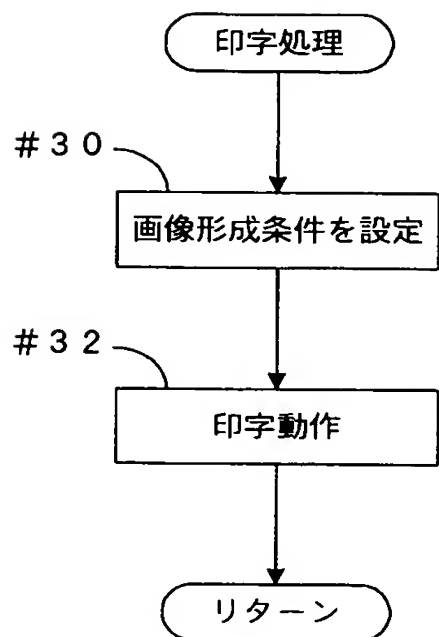 印字処理
#30
画像形成条件を設定
#32
印字動作
リターン